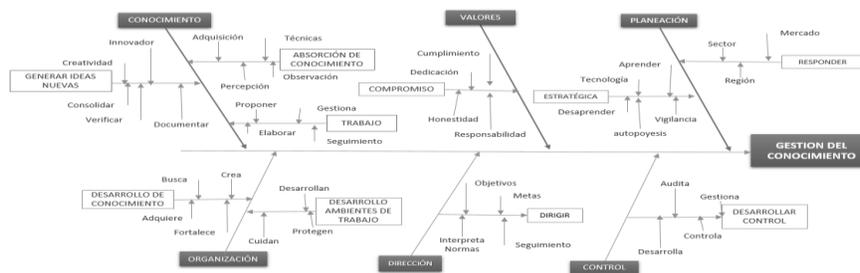 CONOCIMIENTO
VALORES
PLANEACIÓN
Innovador
Adquisición
Técnicas
Creatividad
GENERAR IDEAS
NUEVAS
ABSORCIÓN DE
CONOCIMIENTO
Percepción
Observación
Consolidar
Verificar
Documentar
Proponer
Gestiona
TRABAJO
Elaborar
Seguimiento
Cumplimiento
Dedicación
COMPROMISO
Honestidad
Responsabilidad
Mercado
Sector
RESPONDER
Región
Aprender
Tecnología
ESTRATÉGICA
Desaprender
Vigilancia
autopoyesis
GESTION DEL
CONOCIMIENTO
Busca
Crea
DESARROLLO DE
CONOCIMIENTO
Adquiere
Fortalece
Desarrollan
DESARROLLO
AMBIENTES DE
TRABAJO
Protegen
Cuidan
ORGANIZACIÓN
Objetivos
Metas
DIRIGIR
Interpreta
Normas
Seguimiento
DIRECCIÓN
Audita
Gestiona
DESARROLLAR
CONTROL
Controla
Desarrolla
CONTROL